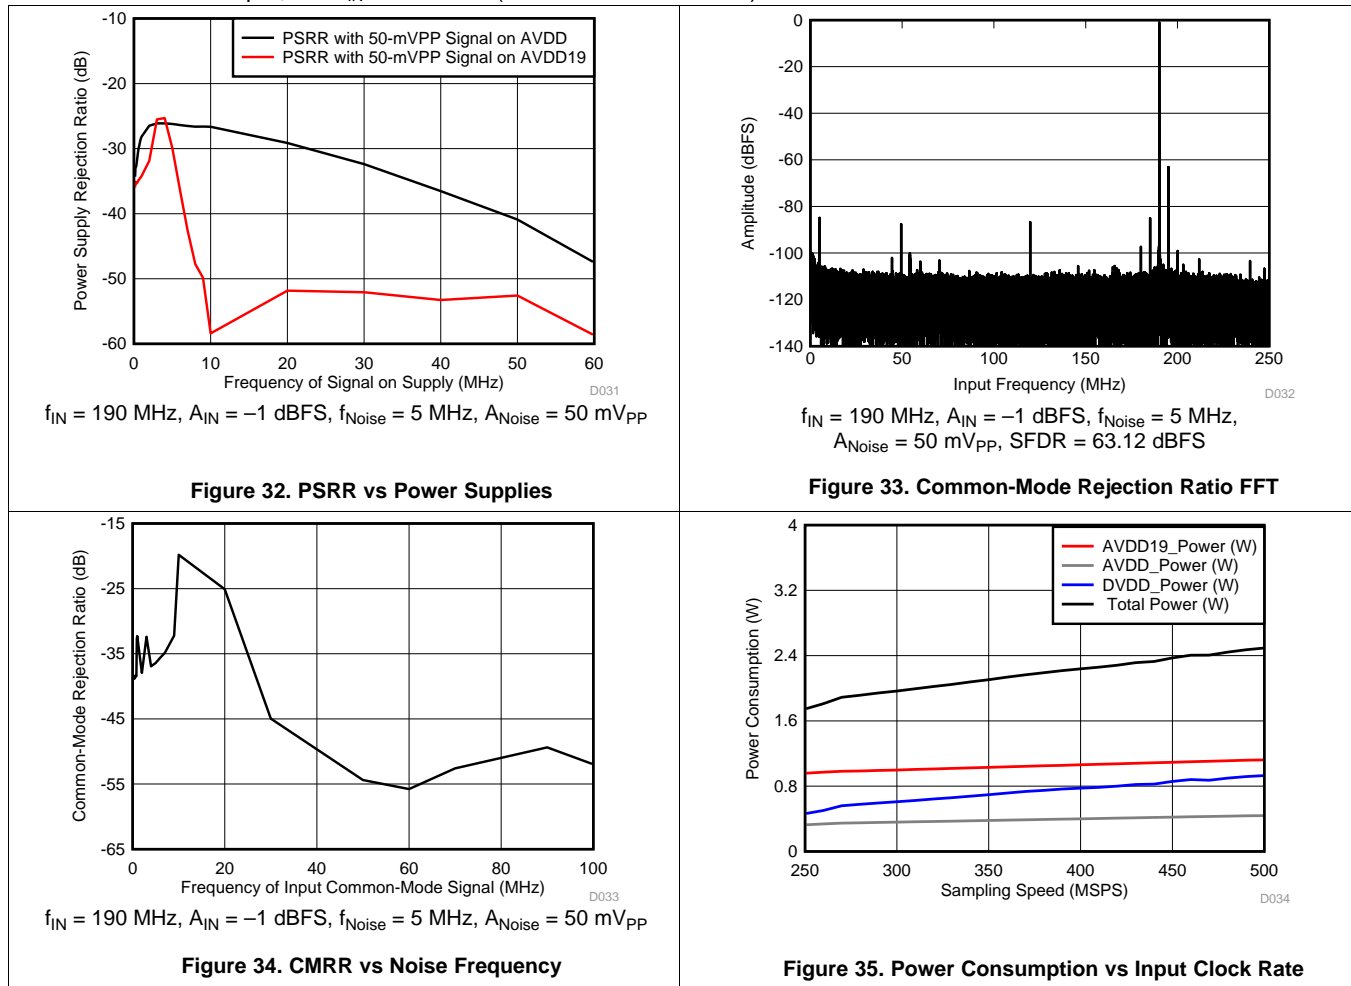 -10
-20
-30
-40
-50
-60
Power Supply Rejection Ratio (dB)
PSRR with 50-mVPP Signal on AVDD
PSRR with 50-mVPP Signal on AVDD19
0 10 20 30 40 50 60
Frequency of Signal on Supply (MHz)
D031
fIN = 190 MHz, AIN = –1 dBFS, fNoise = 5 MHz, ANoise = 50 mVPP
Figure 32. PSRR vs Power Supplies
0
-20
-40
-60
-80
-100
-120
-140
Amplitude (dBFS)
0 50 100 150 200 250
Input Frequency (MHz)
D032
fIN = 190 MHz, AIN = –1 dBFS, fNoise = 5 MHz,
ANoise = 50 mVPP, SFDR = 63.12 dBFS
Figure 33. Common-Mode Rejection Ratio FFT
-15
-25
-35
-45
-55
-65
Common-Mode Rejection Ratio (dB)
0 20 40 60 80 100
Frequency of Input Common-Mode Signal (MHz)
D033
fIN = 190 MHz, AIN = –1 dBFS, fNoise = 5 MHz, ANoise = 50 mVPP
Figure 34. CMRR vs Noise Frequency
4
3.2
2.4
1.6
0.8
0
Power Consumption (W)
AVDD19_Power (W)
AVDD_Power (W)
DVDD_Power (W)
Total Power (W)
250 300 350 400 450 500
Sampling Speed (MSPS)
D034
Figure 35. Power Consumption vs Input Clock Rate